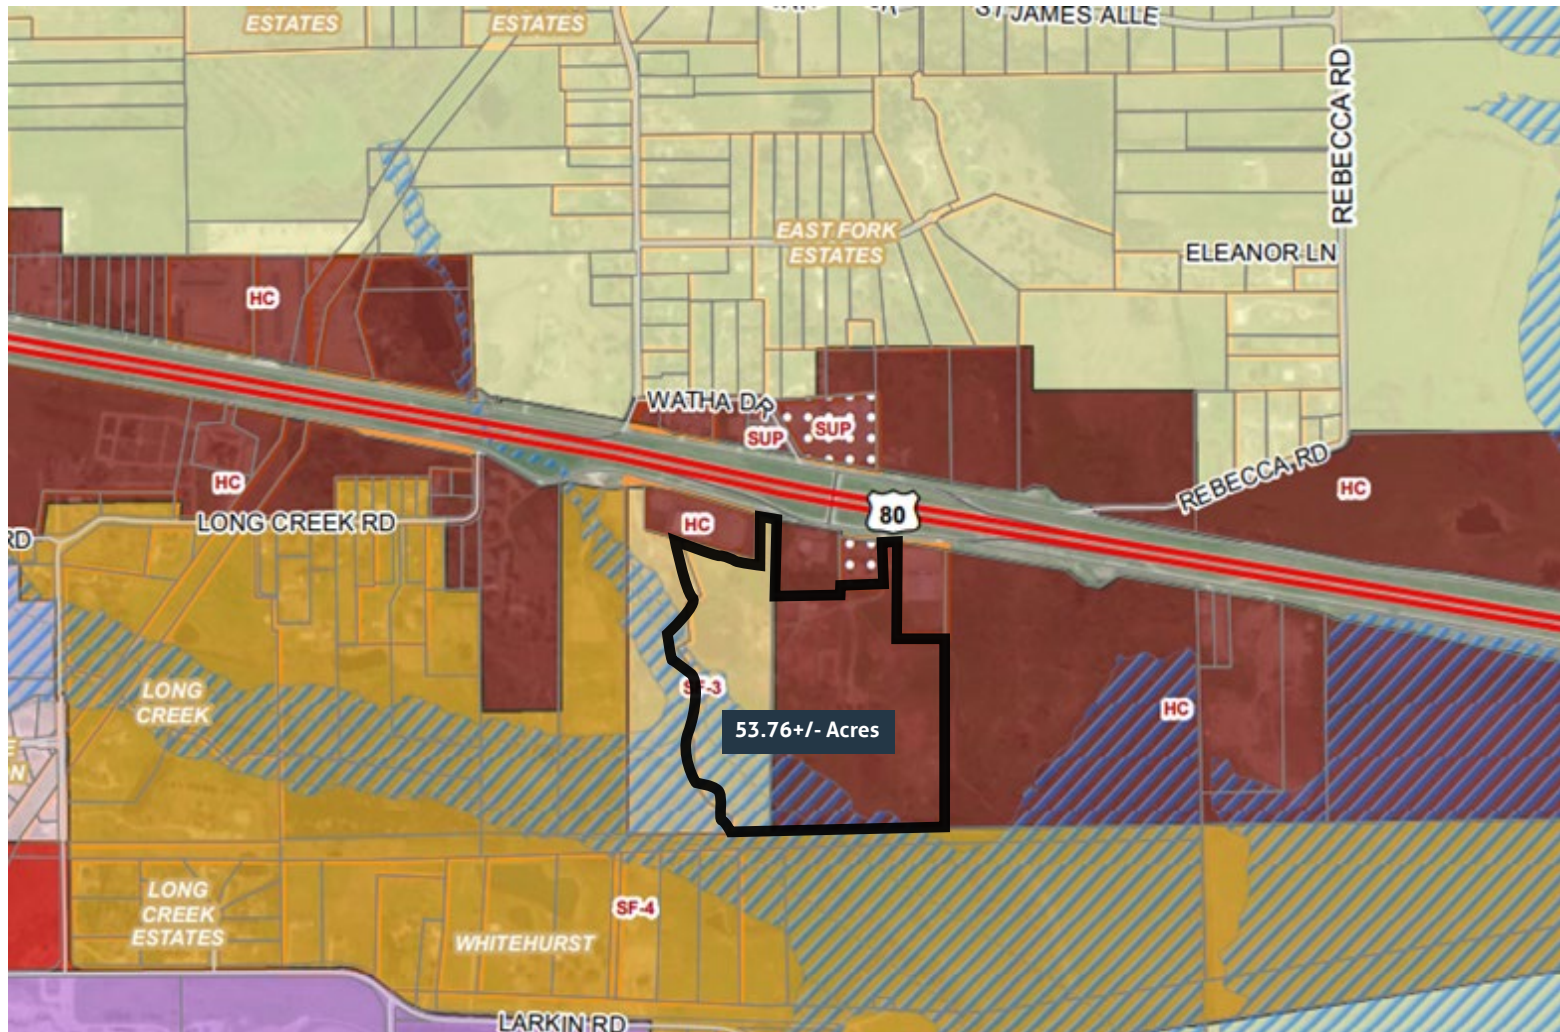 ESTATES
ESTATES
ST JAMES ALLE
REBECCA RD
EAST FORK
ESTATES
ELEANOR LN
HC
WATHA DR
SUP
SUP
REBECCA RD
HC
HC
80
LONG CREEK RD
HC
RD
SF-3
LONG
CREEK
HC
53.76+/- Acres
LONG
CREEK
ESTATES
SF-4
WHITEHURST
LARKIN RD